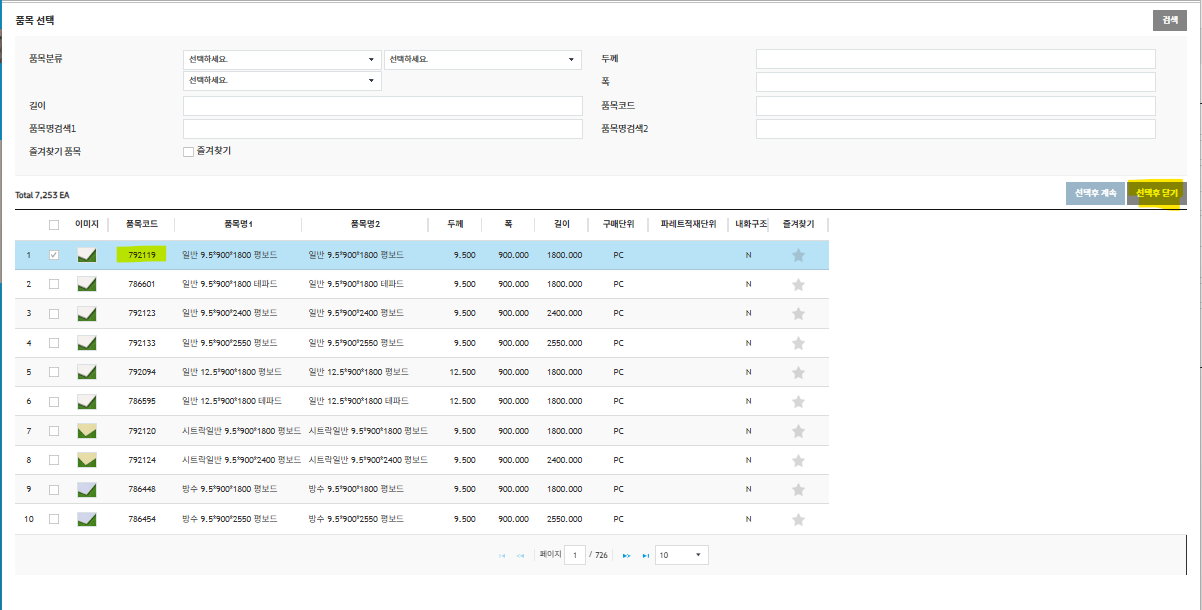 품목 선택
검색
품목분류 선택하세요. 선택하세요. 두께
선택하세요. 폭
길이 품목코드
품목명검색1 품목명검색2
즐겨찾기 품목 즐겨찾기
Total 7,253 EA 선택후 계속 선택후 닫기
이미지 품목코드 품목명1 품목명2 두께 폭 길이 구매단위 파레트적재단위 내화구조 즐겨찾기
1 792119 일반 9.5*900*1800 평보드 일반 9.5*900*1800 평보드 9.500 900.000 1800.000 PC N
2 786601 일반 9.5*900*1800 테파드 일반 9.5*900*1800 테파드 9.500 900.000 1800.000 PC N
3 792123 일반 9.5*900*2400 평보드 일반 9.5*900*2400 평보드 9.500 900.000 2400.000 PC N
4 792133 일반 9.5*900*2550 평보드 일반 9.5*900*2550 평보드 9.500 900.000 2550.000 PC N
5 792094 일반 12.5*900*1800 평보드 일반 12.5*900*1800 평보드 12.500 900.000 1800.000 PC N
6 786595 일반 12.5*900*1800 테파드 일반 12.5*900*1800 테파드 12.500 900.000 1800.000 PC N
7 792120 시트락일반 9.5*900*1800 평보드 시트락일반 9.5*900*1800 평보드 9.500 900.000 1800.000 PC N
8 792124 시트락일반 9.5*900*2400 평보드 시트락일반 9.5*900*2400 평보드 9.500 900.000 2400.000 PC N
9 786448 방수 9.5*900*1800 평보드 방수 9.5*900*1800 평보드 9.500 900.000 1800.000 PC N
10 786454 방수 9.5*900*2550 평보드 방수 9.5*900*2550 평보드 9.500 900.000 2550.000 PC N
페이지 1 / 726 10